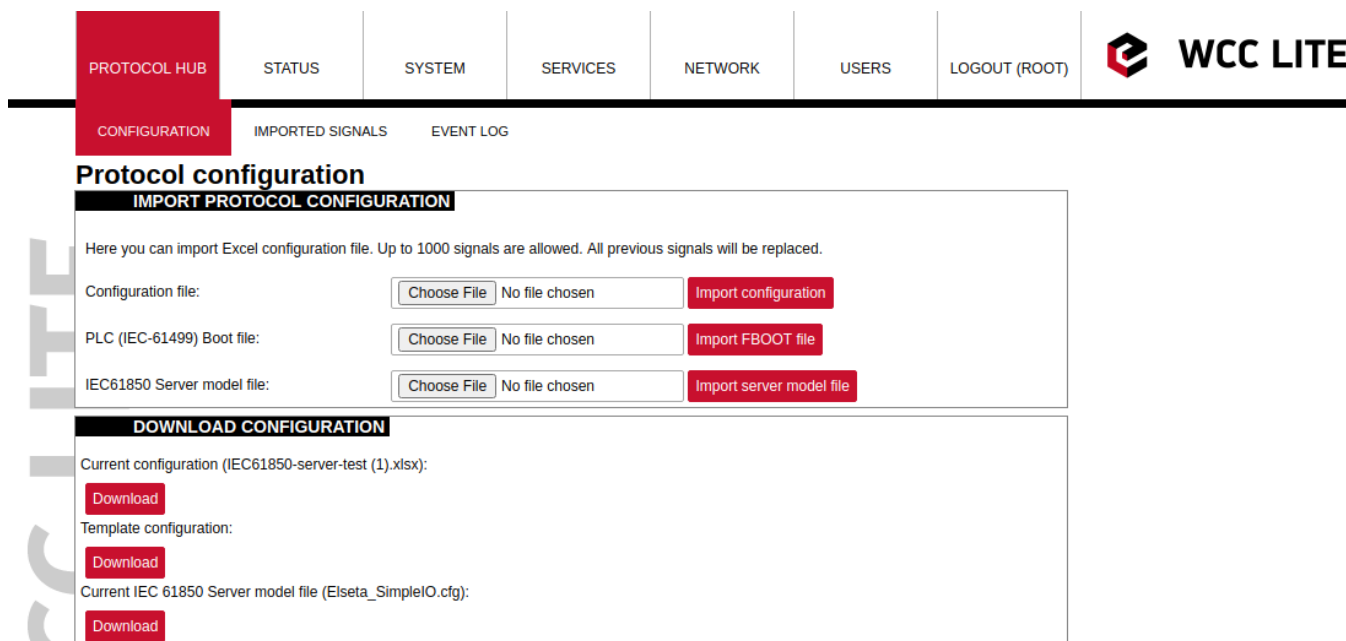 PROTOCOL HUB STATUS SYSTEM SERVICES NETWORK USERS LOGOUT (ROOT) WCC LITE
CONFIGURATION IMPORTED SIGNALS EVENT LOG
Protocol configuration
IMPORT PROTOCOL CONFIGURATION
Here you can import Excel configuration file. Up to 1000 signals are allowed. All previous signals will be replaced.
Configuration file: Choose File No file chosen Import configuration
PLC (IEC-61499) Boot file: Choose File No file chosen Import FBOOT file
IEC61850 Server model file: Choose File No file chosen Import server model file
DOWNLOAD CONFIGURATION
Current configuration (IEC61850-server-test (1).xlsx):
Download
Template configuration:
Download
Current IEC 61850 Server model file (Elseta_SimpleIO.cfg):
Download
CC LITE